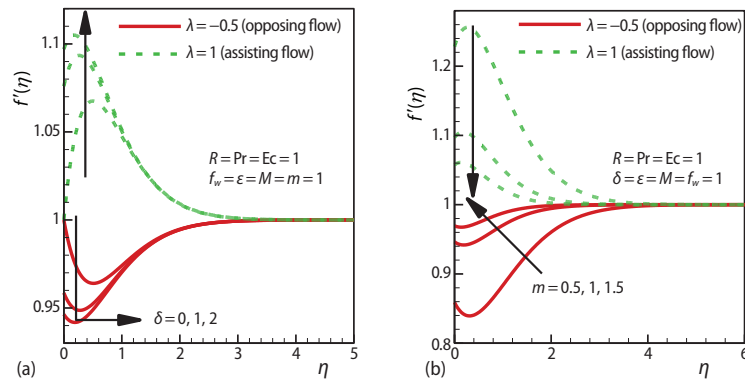 λ = −0.5 (opposing flow)
λ = 1 (assisting flow)
f′(η)
1.1
1.05
1
0.95
R = Pr = Ec = 1
f_w = ε = M = m = 1
δ = 0, 1, 2
0 1 2 3 4 5
(a)
η
λ = −0.5 (opposing flow)
λ = 1 (assisting flow)
f′(η)
1.2
1.1
1
0.9
0.8
R = Pr = Ec = 1
δ = ε = M = f_w = 1
m = 0.5, 1, 1.5
0 2 4 6
(b)
η